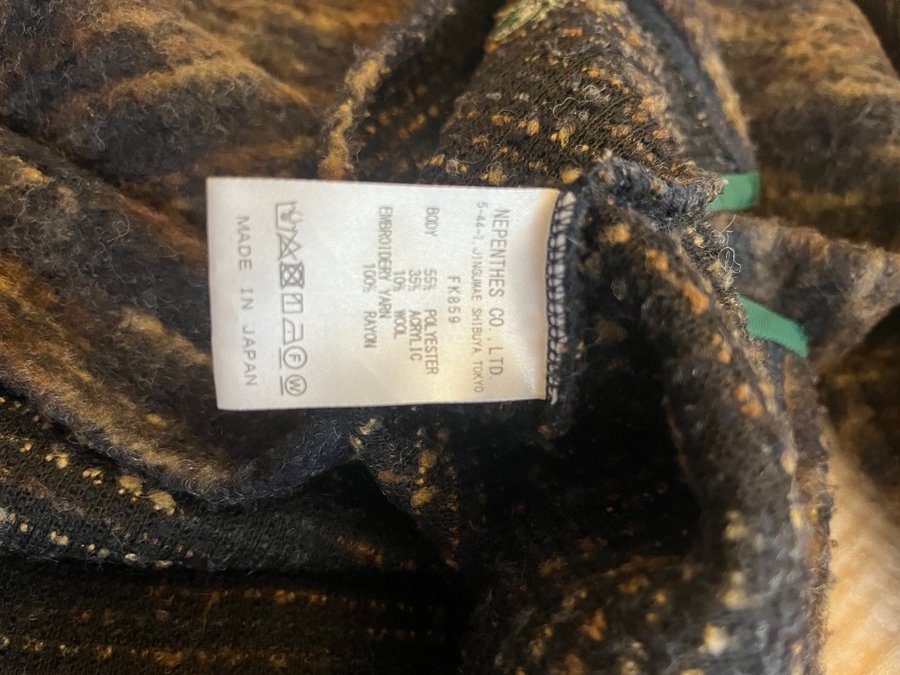 NEPENTHES CO. LTD.
5-44-1, JINGUMAE SHIBUYA TOKYO
FK859
BODY 55% POLYESTER
35% ACRYLIC
10% WOOL
EMBROIDERY YARN
100% RAYON
MADE IN JAPAN